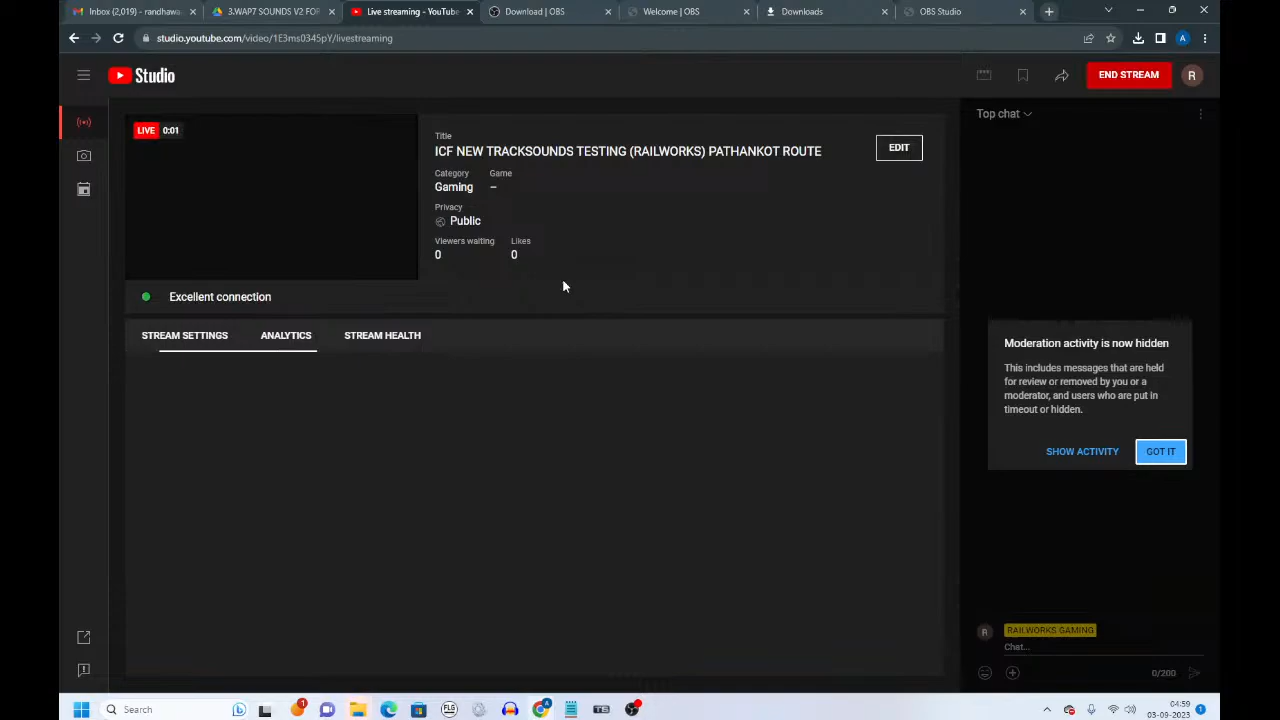 Inbox (2,019) - randhawa
3.WAP7 SOUNDS V2 FOR
Live streaming - YouTube
Download | OBS
Welcome | OBS
Downloads
OBS Studio
studio.youtube.com/video/1E3ms0345pY/livestreaming
A
Studio
END STREAM
R
LIVE 0:01
Title
ICF NEW TRACKSOUNDS TESTING (RAILWORKS) PATHANKOT ROUTE
EDIT
Category Game
Gaming –
Privacy
Public
Viewers waiting Likes
0 0
Excellent connection
STREAM SETTINGS ANALYTICS STREAM HEALTH
Top chat
Moderation activity is now hidden
This includes messages that are held
for review or removed by you or a
moderator, and users who are put in
timeout or hidden.
SHOW ACTIVITY GOT IT
R RAILWORKS GAMING
Chat...
0/200
Search
1
04:59
03-09-2023
1